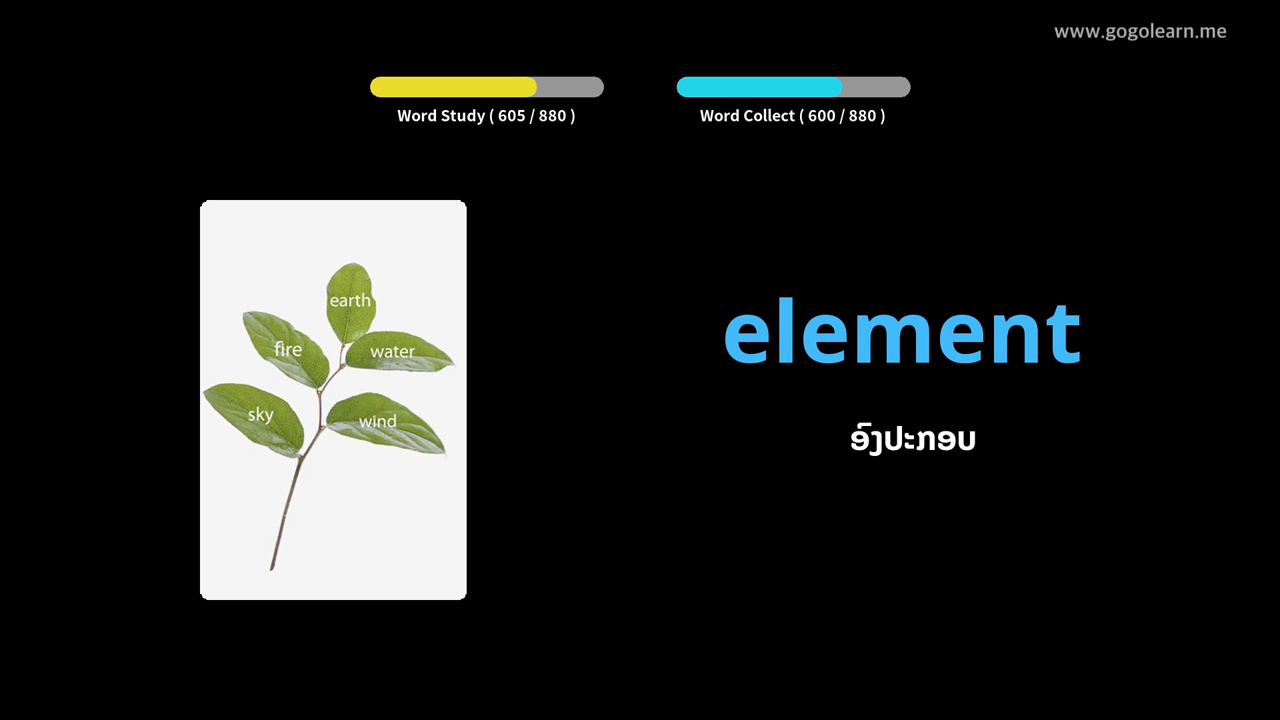 www.gogolearn.me
Word Study ( 605 / 880 )
Word Collect ( 600 / 880 )
earth
fire
water
sky
wind
element
ອົງປະກອບ